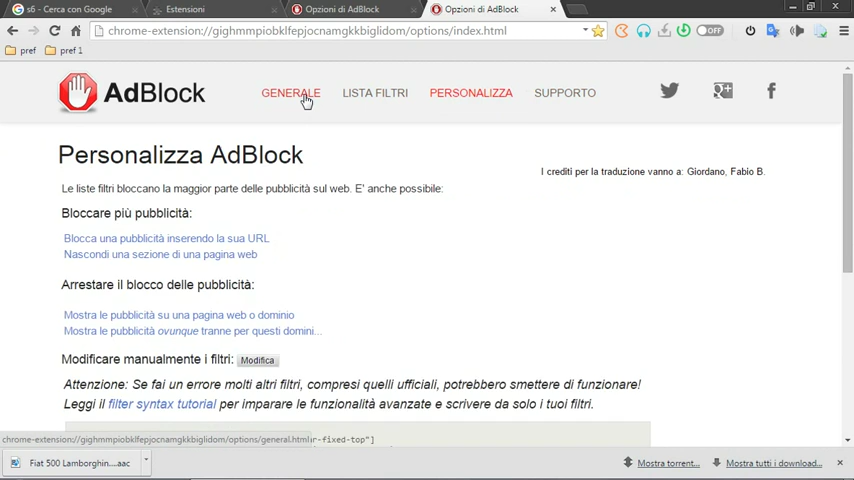 s6 - Cerca con Google
Estensioni
Opzioni di AdBlock
Opzioni di AdBlock
chrome-extension://gighmmpiobklfepjocnamgkkbiglidom/options/index.html
OFF
pref
pref 1
AdBlock
GENERALE
LISTA FILTRI
PERSONALIZZA
SUPPORTO
Personalizza AdBlock
I crediti per la traduzione vanno a: Giordano, Fabio B.
Le liste filtri bloccano la maggior parte delle pubblicità sul web. E' anche possibile:
Bloccare più pubblicità:
Blocca una pubblicità inserendo la sua URL
Nascondi una sezione di una pagina web
Arrestare il blocco delle pubblicità:
Mostra le pubblicità su una pagina web o dominio
Mostra le pubblicità ovunque tranne per questi domini...
Modificare manualmente i filtri: Modifica
Attenzione: Se fai un errore molti altri filtri, compresi quelli ufficiali, potrebbero smettere di funzionare!
Leggi il filter syntax tutorial per imparare le funzionalità avanzate e scrivere da solo i tuoi filtri.
chrome-extension://gighmmpiobklfepjocnamgkkbiglidom/options/general.html
r-fixed-top"]
Fiat 500 Lamborghin....aac
Mostra torrent...
Mostra tutti i download...